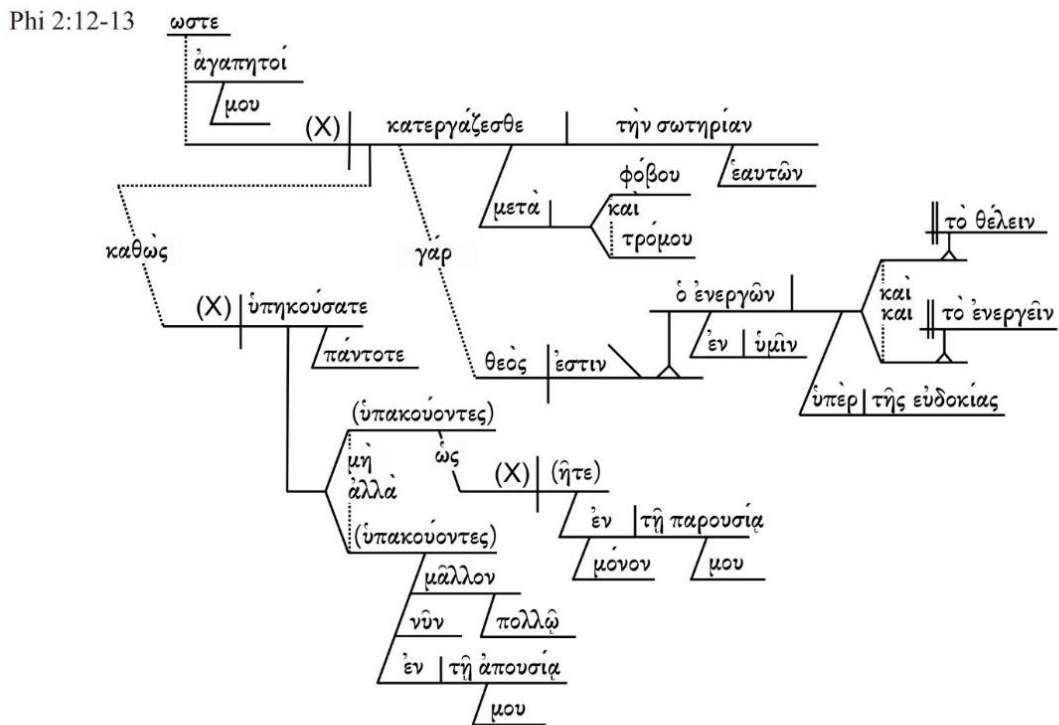 Phi 2:12-13 ωστε
ἀγαπητοί
μου
(X) κατεργάζεσθε τὴν σωτηρίαν
φόβου ἑαυτῶν
μετὰ καὶ
τρόμου
τὸ θέλειν
καθὼς γάρ
ὁ ἐνεργῶν καὶ
καὶ τὸ ἐνεργεῖν
(X) ὑπηκούσατε
πάντοτε ἐν ὑμῖν
θεὸς ἐστιν
ὑπὲρ τῆς εὐδοκίας
(ὑπακούοντες)
μὴ ὡς
(X) (ἦτε)
ἀλλὰ
ἐν τῇ παρουσίᾳ
(ὑπακούοντες)
μόνον μου
μᾶλλον
νῦν πολλῷ
ἐν τῇ ἀπουσίᾳ
μου